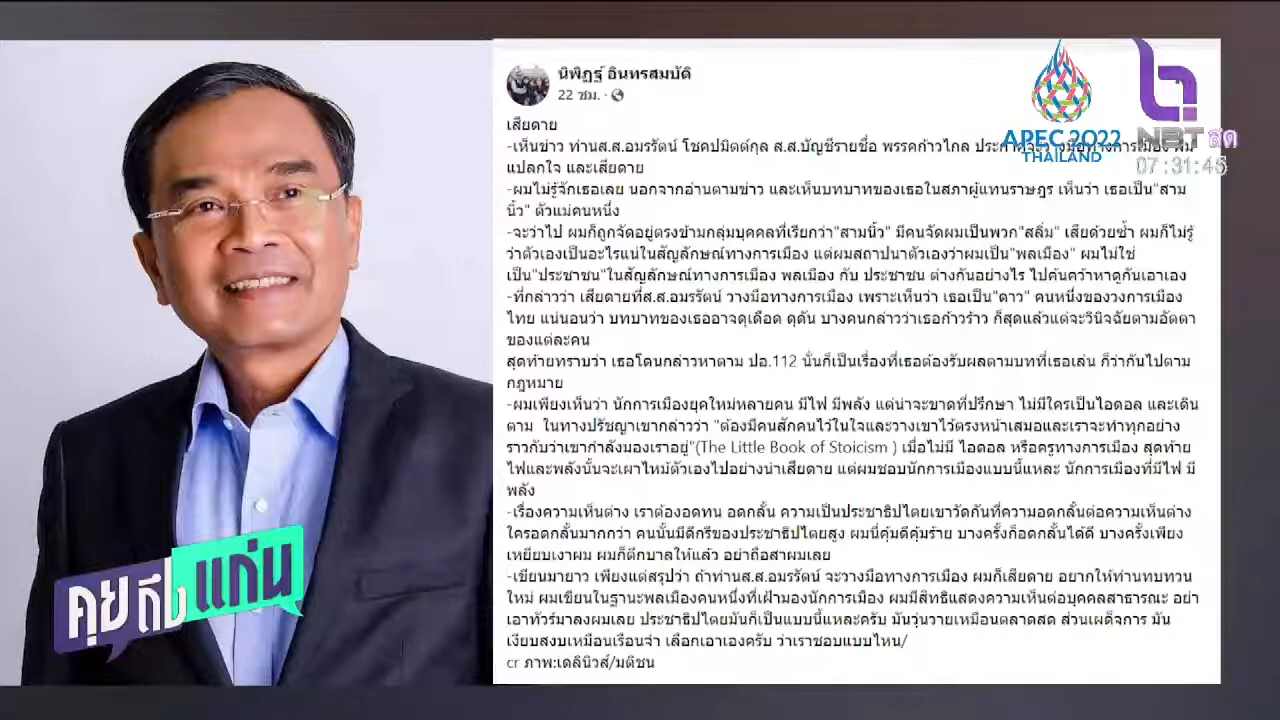 นิพิฏฐ์ อินทรสมบัติ
22 ชม.
เสียดาย
-เห็นข่าว ท่านส.ส.อมรรัตน์ โชคปมิตต์กุล ส.ส.บัญชีรายชื่อ พรรคก้าวไกล ประกาศจะวางมือทางการเมือง ผม
แปลกใจ และเสียดาย
-ผมไม่รู้จักเธอเลย นอกจากอ่านตามข่าว และเห็นบทบาทของเธอในสภาผู้แทนราษฎร เห็นว่า เธอเป็น"สาม
นิ้ว" ตัวแม่คนหนึ่ง
-จะว่าไป ผมก็ถูกจัดอยู่ตรงข้ามกลุ่มบุคคลที่เรียกว่า"สามนิ้ว" มีคนจัดผมเป็นพวก"สลิ่ม" เสียด้วยซ้ำ ผมก็ไม่รู้
ว่าตัวเองเป็นอะไรแน่ในสัญลักษณ์ทางการเมือง แต่ผมสถาปนาตัวเองว่าผมเป็น"พลเมือง" ผมไม่ใช่
เป็น"ประชาชน"ในสัญลักษณ์ทางการเมือง พลเมือง กับ ประชาชน ต่างกันอย่างไร ไปค้นคว้าหาดูกันเอาเอง
-ที่กล่าวว่า เสียดายที่ส.ส.อมรรัตน์ วางมือทางการเมือง เพราะเห็นว่า เธอเป็น"ดาว" คนหนึ่งของวงการเมือง
ไทย แน่นอนว่า บทบาทของเธออาจดุเดือด ดุดัน บางคนกล่าวว่าเธอก้าวร้าว ก็สุดแล้วแต่จะวินิจฉัยตามอัตตา
ของแต่ละคน
สุดท้ายทราบว่า เธอโดนกล่าวหาตาม ปอ.112 นั่นก็เป็นเรื่องที่เธอต้องรับผลตามบทที่เธอเล่น ก็ว่ากันไปตาม
กฎหมาย
-ผมเพียงเห็นว่า นักการเมืองยุคใหม่หลายคน มีไฟ มีพลัง แต่น่าจะขาดที่ปรึกษา ไม่มีใครเป็นไอดอล และเดิน
ตาม ในทางปรัชญาเขากล่าวว่า "ต้องมีคนสักคนไว้ในใจและวางเขาไว้ตรงหน้าเสมอและเราจะทำทุกอย่าง
ราวกับว่าเขากำลังมองเราอยู่"(The Little Book of Stoicism ) เมื่อไม่มี ไอดอล หรือครูทางการเมือง สุดท้าย
ไฟและพลังนั้นจะเผาไหม้ตัวเองไปอย่างน่าเสียดาย แต่ผมชอบนักการเมืองแบบนี้แหละ นักการเมืองที่มีไฟ มี
พลัง
-เรื่องความเห็นต่าง เราต้องอดทน อดกลั้น ความเป็นประชาธิปไตยเขาวัดกันที่ความอดกลั้นต่อความเห็นต่าง
ใครอดกลั้นมากกว่า คนนั้นมีดีกรีของประชาธิปไตยสูง ผมนี่คุ้มดีคุ้มร้าย บางครั้งก็อดกลั้นได้ดี บางครั้งเพียง
เหยียบเงาผม ผมก็ตึกบาลให้แล้ว อย่าถือสาผมเลย
-เขียนมายาว เพียงแต่สรุปว่า ถ้าท่านส.ส.อมรรัตน์ จะวางมือทางการเมือง ผมก็เสียดาย อยากให้ท่านทบทวน
ใหม่ ผมเขียนในฐานะพลเมืองคนหนึ่งที่เฝ้ามองนักการเมือง ผมมีสิทธิแสดงความเห็นต่อบุคคลสาธารณะ อย่า
เอาทัวร์มาลงผมเลย ประชาธิปไตยมันก็เป็นแบบนี้แหละครับ มันวุ่นวายเหมือนตลาดสด ส่วนเผด็จการ มัน
เงียบสงบเหมือนเรือนจำ เลือกเอาเองครับ ว่าเราชอบแบบไหน/
cr ภาพ:เดลินิวส์/มติชน
APEC 2022
THAILAND
NBT สด
07:31:45
คุยถึงแก่น